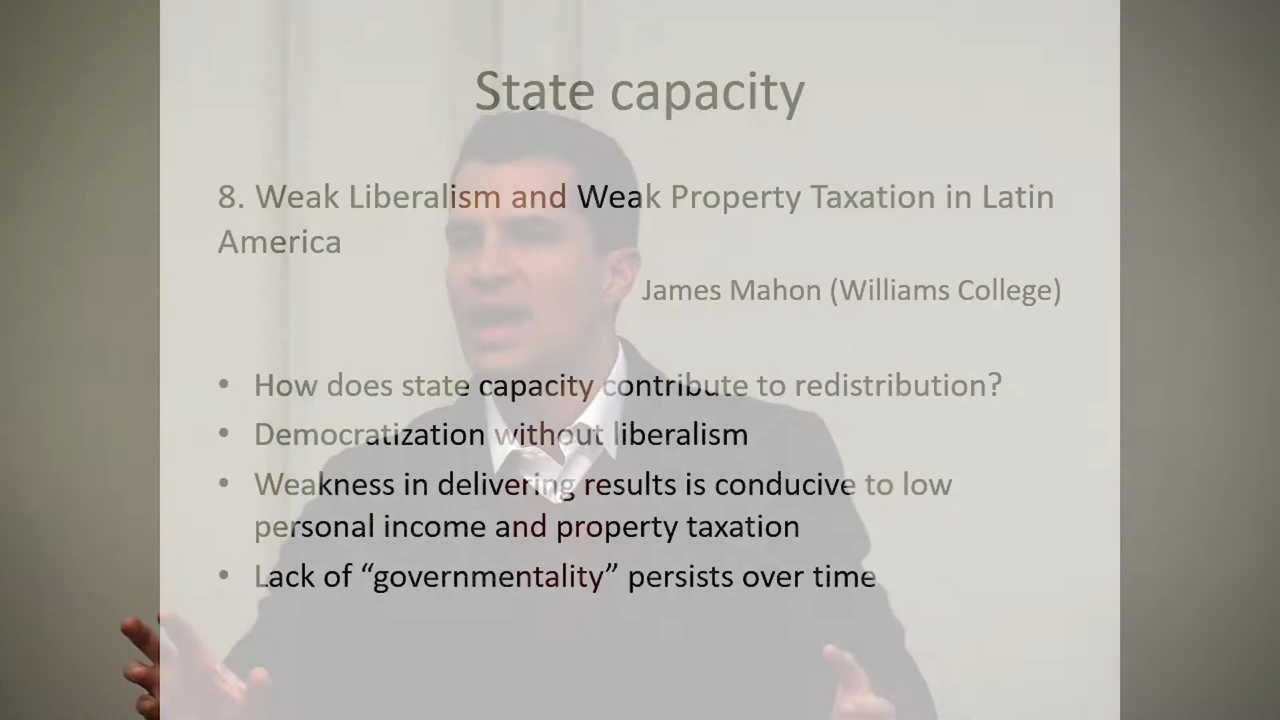 State capacity
8. Weak Liberalism and Weak Property Taxation in Latin
America
James Mahon (Williams College)
• How does state capacity contribute to redistribution?
• Democratization without liberalism
• Weakness in delivering results is conducive to low
personal income and property taxation
• Lack of “governmentality” persists over time